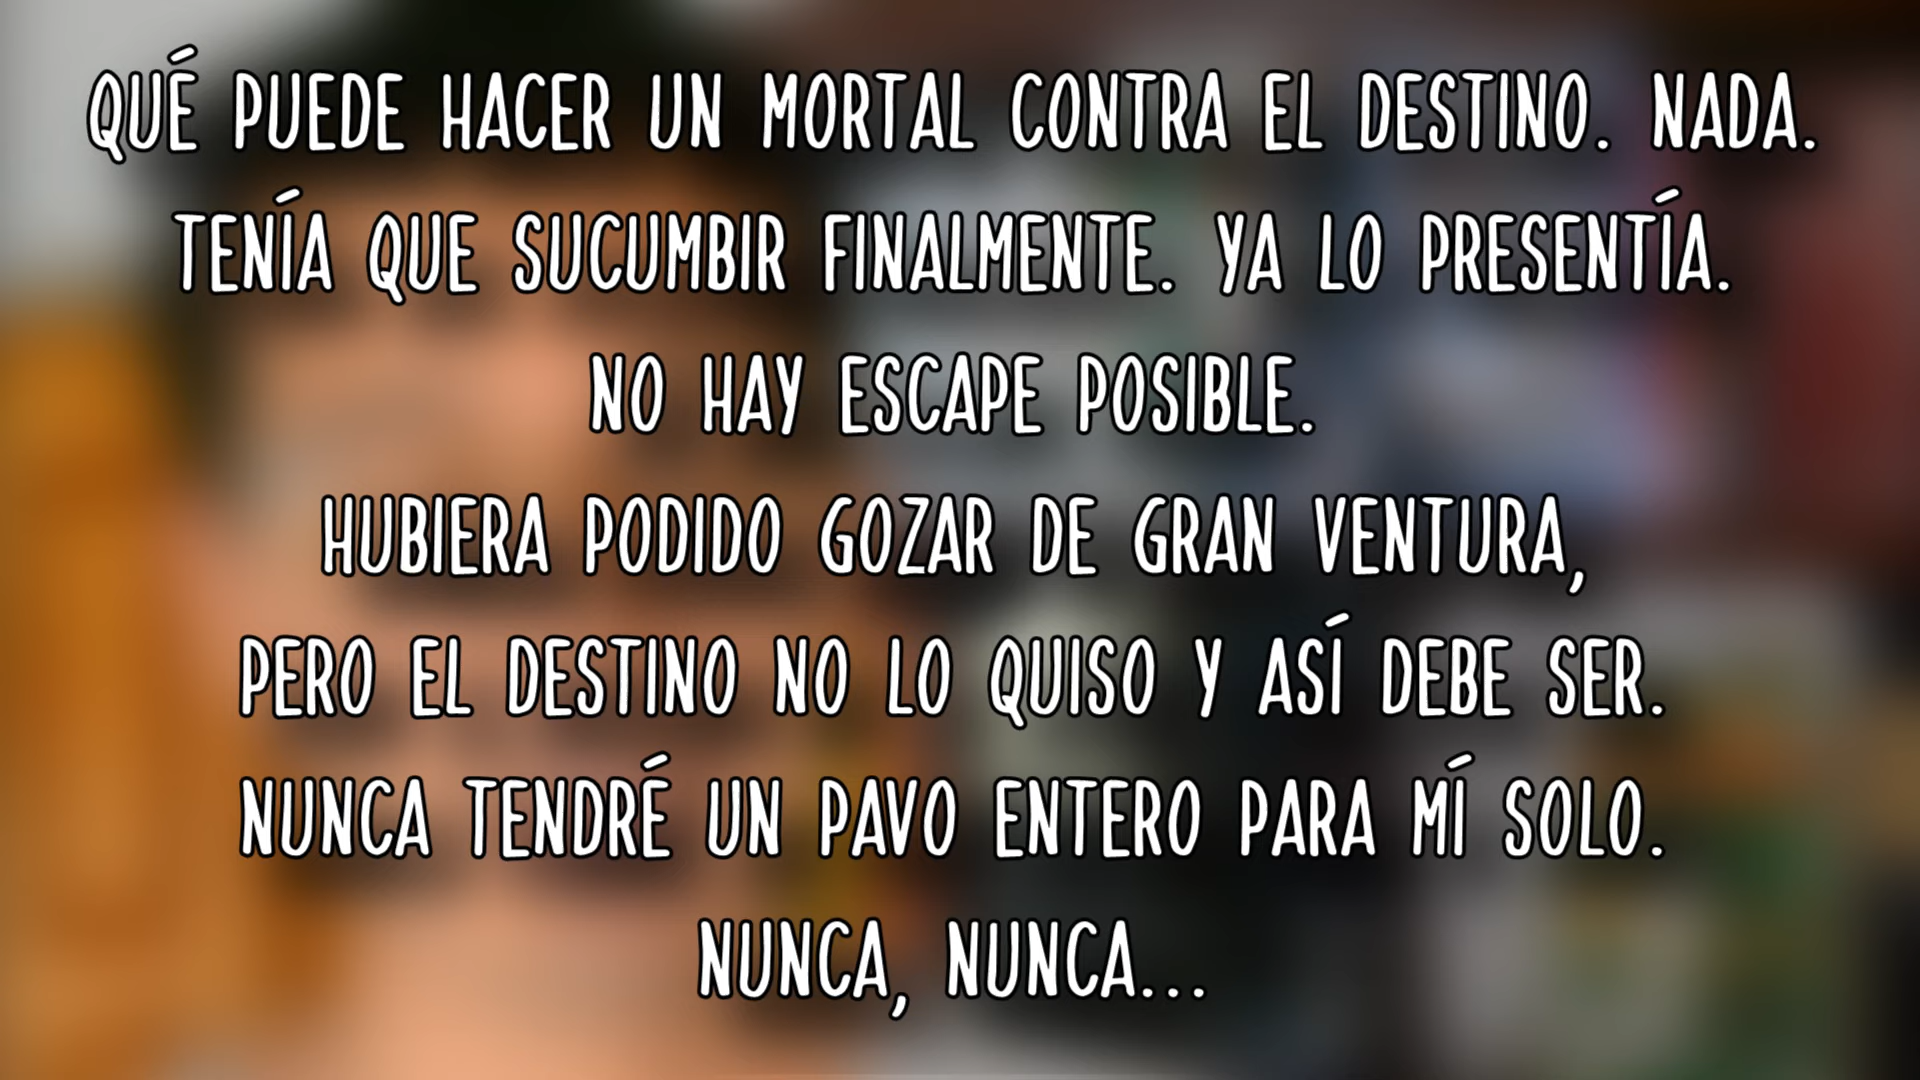 QUÉ PUEDE HACER UN MORTAL CONTRA EL DESTINO. NADA.
TENÍA QUE SUCUMBIR FINALMENTE. YA LO PRESENTÍA.
NO HAY ESCAPE POSIBLE.
HUBIERA PODIDO GOZAR DE GRAN VENTURA,
PERO EL DESTINO NO LO QUISO Y ASÍ DEBE SER.
NUNCA TENDRÉ UN PAVO ENTERO PARA MÍ SOLO.
NUNCA, NUNCA...